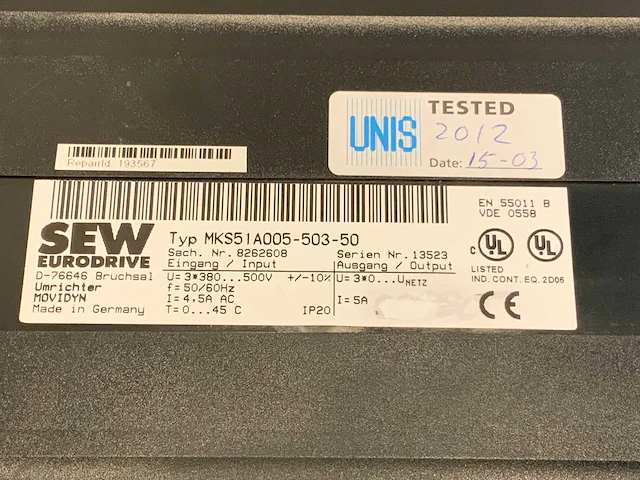 TESTED
UNIS
2012
Date: 15-03
RepairId: 193567
SEW
EURODRIVE
D-76646 Bruchsal
Umrichter
MOVIDYN
Made in Germany
Typ MKS51A005-503-50
Sach. Nr. 8262608
Serien Nr. 13523
Eingang / Input
Ausgang / Output
U= 3*380...500V +/-10%
U= 3*0...UNETZ
f= 50/60Hz
I= 4,5A AC
I= 5A
T= 0...45 C
IP20
EN 55011 B
VDE 0558
c UL UL
LISTED
IND. CONT. EQ. 2D06
CE